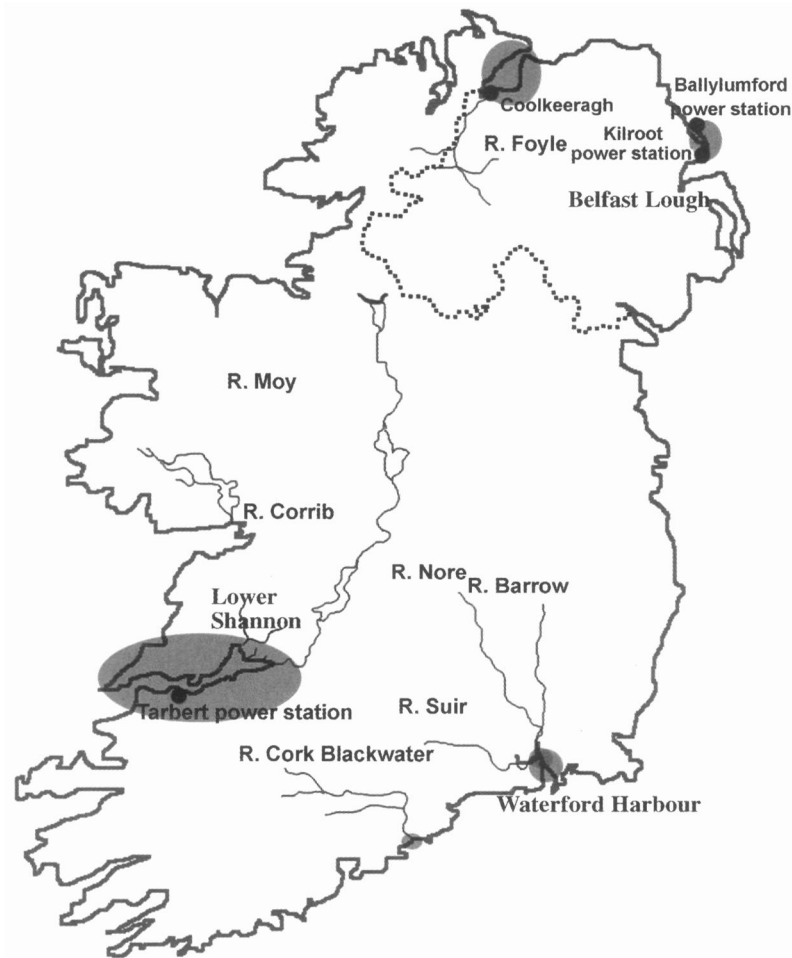 Ballylumford
power station
Coolkeeragh
Kilroot
power station
R. Foyle
Belfast Lough
R. Moy
R. Corrib
R. Nore
R. Barrow
Lower
Shannon
R. Suir
Tarbert power station
R. Cork Blackwater
Waterford Harbour